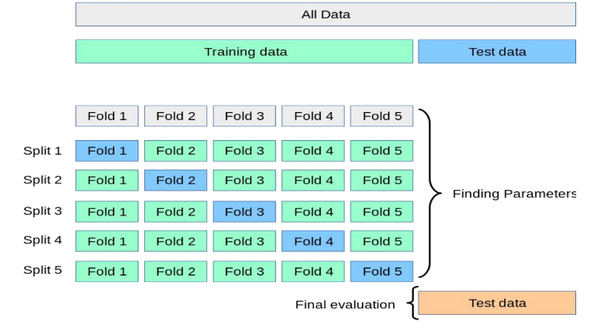 All Data
Training data Test data
Fold 1 Fold 2 Fold 3 Fold 4 Fold 5
Split 1 Fold 1 Fold 2 Fold 3 Fold 4 Fold 5
Split 2 Fold 1 Fold 2 Fold 3 Fold 4 Fold 5
Finding Parameters
Split 3 Fold 1 Fold 2 Fold 3 Fold 4 Fold 5
Split 4 Fold 1 Fold 2 Fold 3 Fold 4 Fold 5
Split 5 Fold 1 Fold 2 Fold 3 Fold 4 Fold 5
Final evaluation Test data